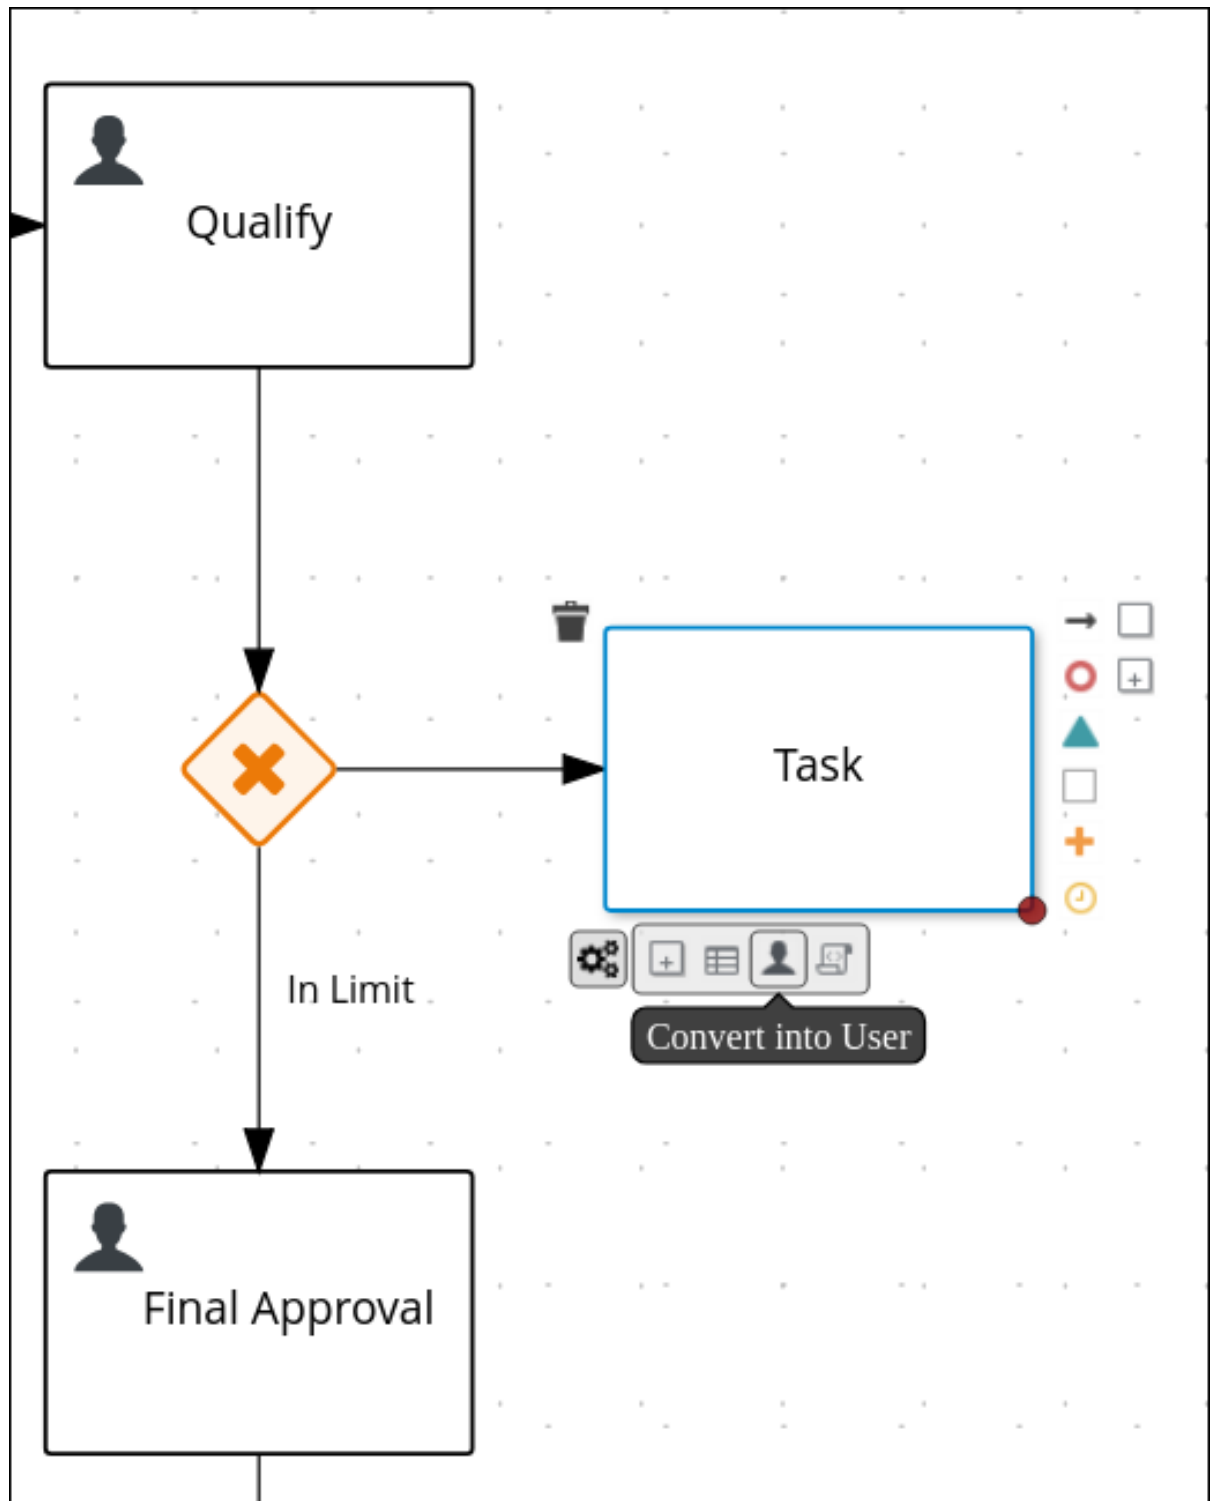 Qualify
Task
In Limit
Convert into User
Final Approval